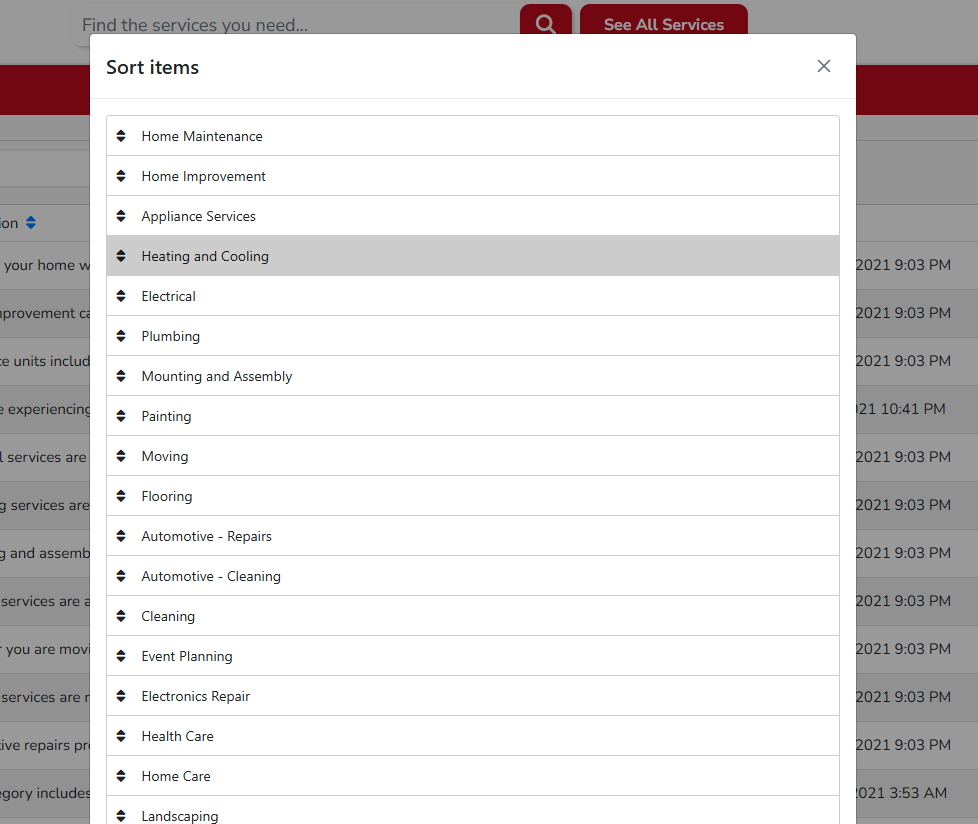 Find the services you need...
See All Services
Sort items
Home Maintenance
Home Improvement
Appliance Services
Heating and Cooling
Electrical
Plumbing
Mounting and Assembly
Painting
Moving
Flooring
Automotive - Repairs
Automotive - Cleaning
Cleaning
Event Planning
Electronics Repair
Health Care
Home Care
Landscaping
ion
your home w
2021 9:03 PM
mprovement ca
2021 9:03 PM
ce units includ
2021 9:03 PM
e experiencing
021 10:41 PM
l services are
2021 9:03 PM
g services are
2021 9:03 PM
g and assemb
2021 9:03 PM
services are a
2021 9:03 PM
r you are movi
2021 9:03 PM
services are r
2021 9:03 PM
tive repairs pr
2021 9:03 PM
egory includes
2021 3:53 AM